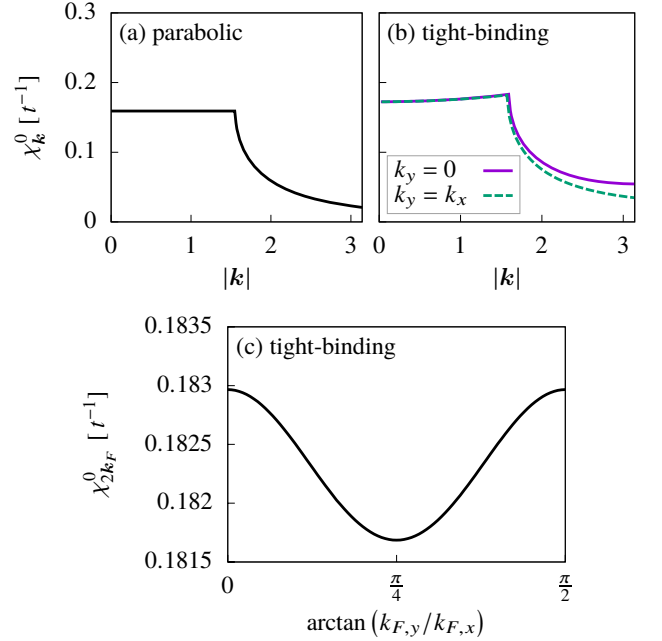 0.3
(a) parabolic
(b) tight-binding
0.2
χ⁰ₖ [ t⁻¹ ]
0.1
k_y = 0
k_y = k_x
0
0 1 2 3
0 1 2 3
|k|
|k|
0.1835
(c) tight-binding
0.183
0.1825
χ⁰_{2k_F} [ t⁻¹ ]
0.182
0.1815
0 π/4 π/2
arctan (k_{F,y}/k_{F,x})